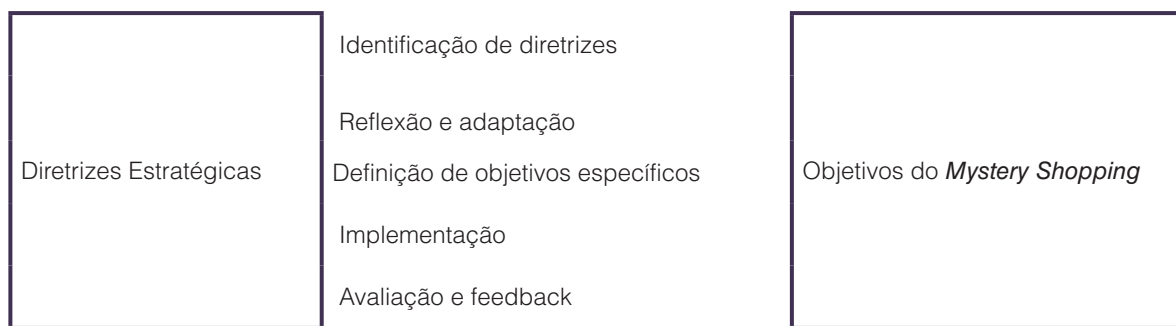 Identificação de diretrizes
Reflexão e adaptação
Diretrizes Estratégicas
Definição de objetivos específicos
Objetivos do Mystery Shopping
Implementação
Avaliação e feedback